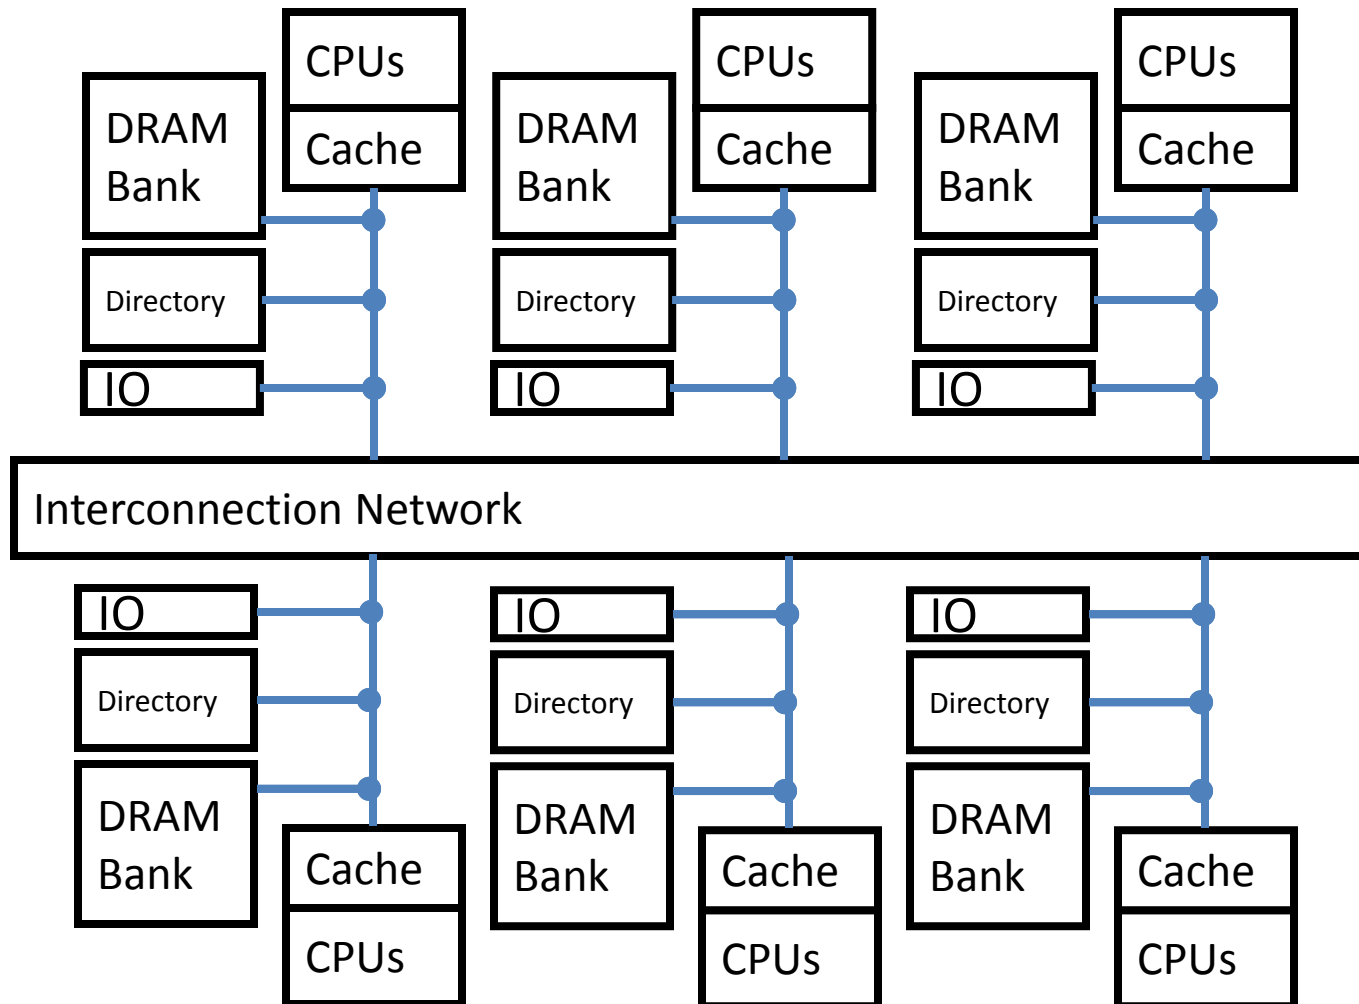 CPUs
Cache
DRAM
Bank
Directory
IO
CPUs
Cache
DRAM
Bank
Directory
IO
CPUs
Cache
DRAM
Bank
Directory
IO
Interconnection Network
IO
Directory
DRAM
Bank
Cache
CPUs
IO
Directory
DRAM
Bank
Cache
CPUs
IO
Directory
DRAM
Bank
Cache
CPUs